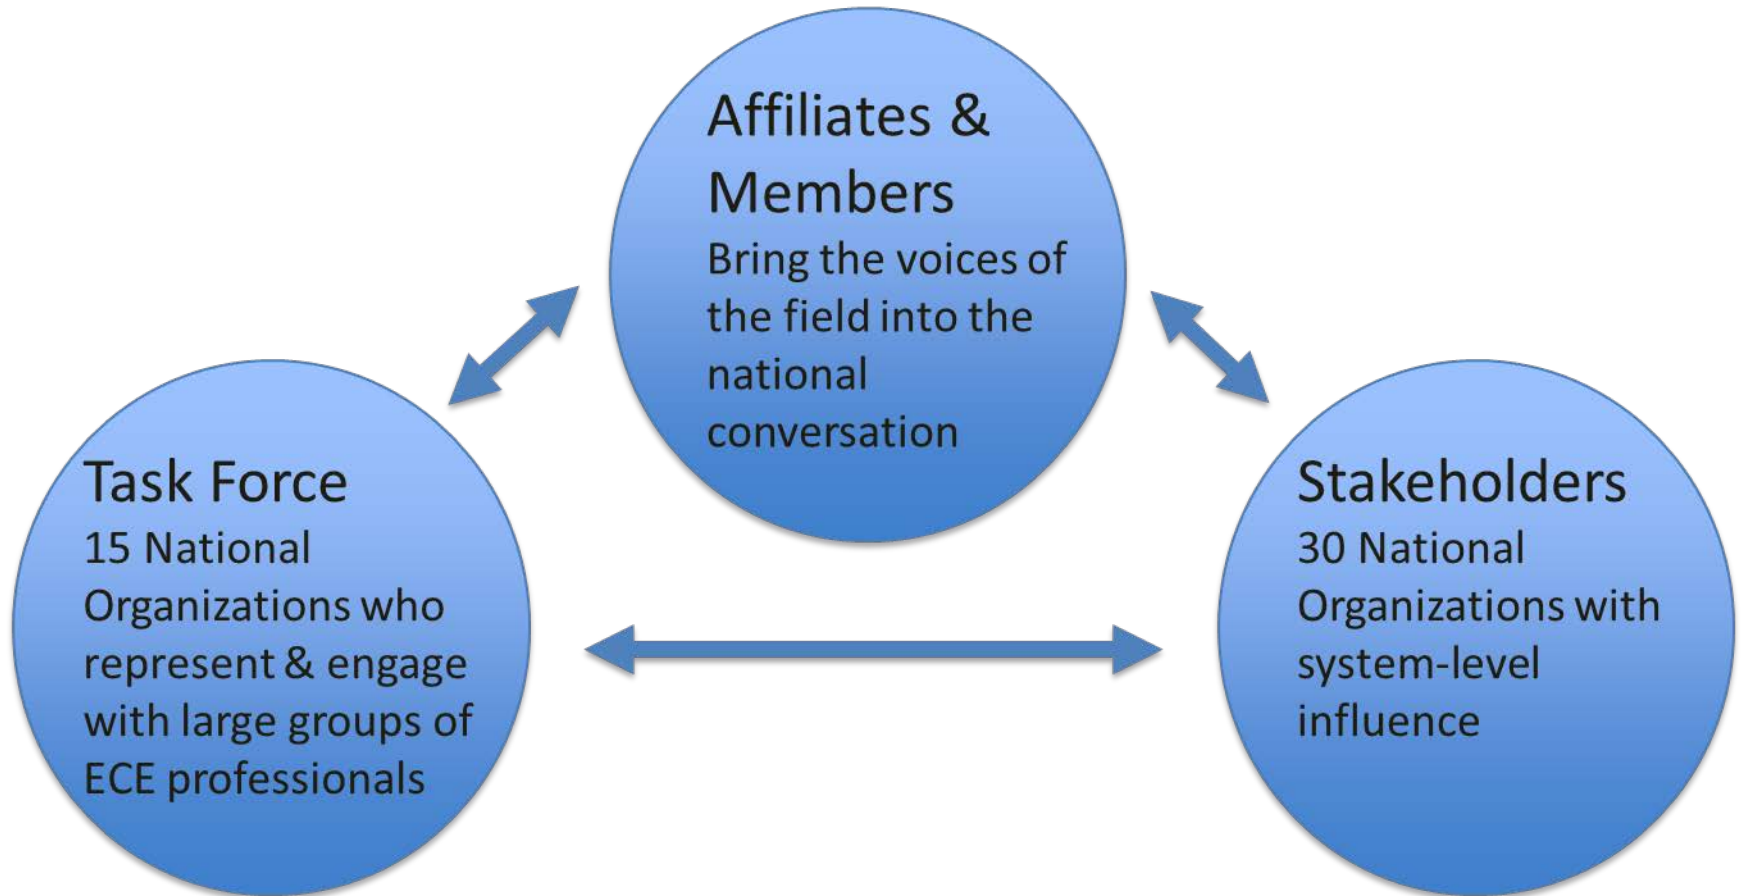 Affiliates &
Members
Bring the voices of
the field into the
national
conversation
Task Force
15 National
Organizations who
represent & engage
with large groups of
ECE professionals
Stakeholders
30 National
Organizations with
system-level
influence